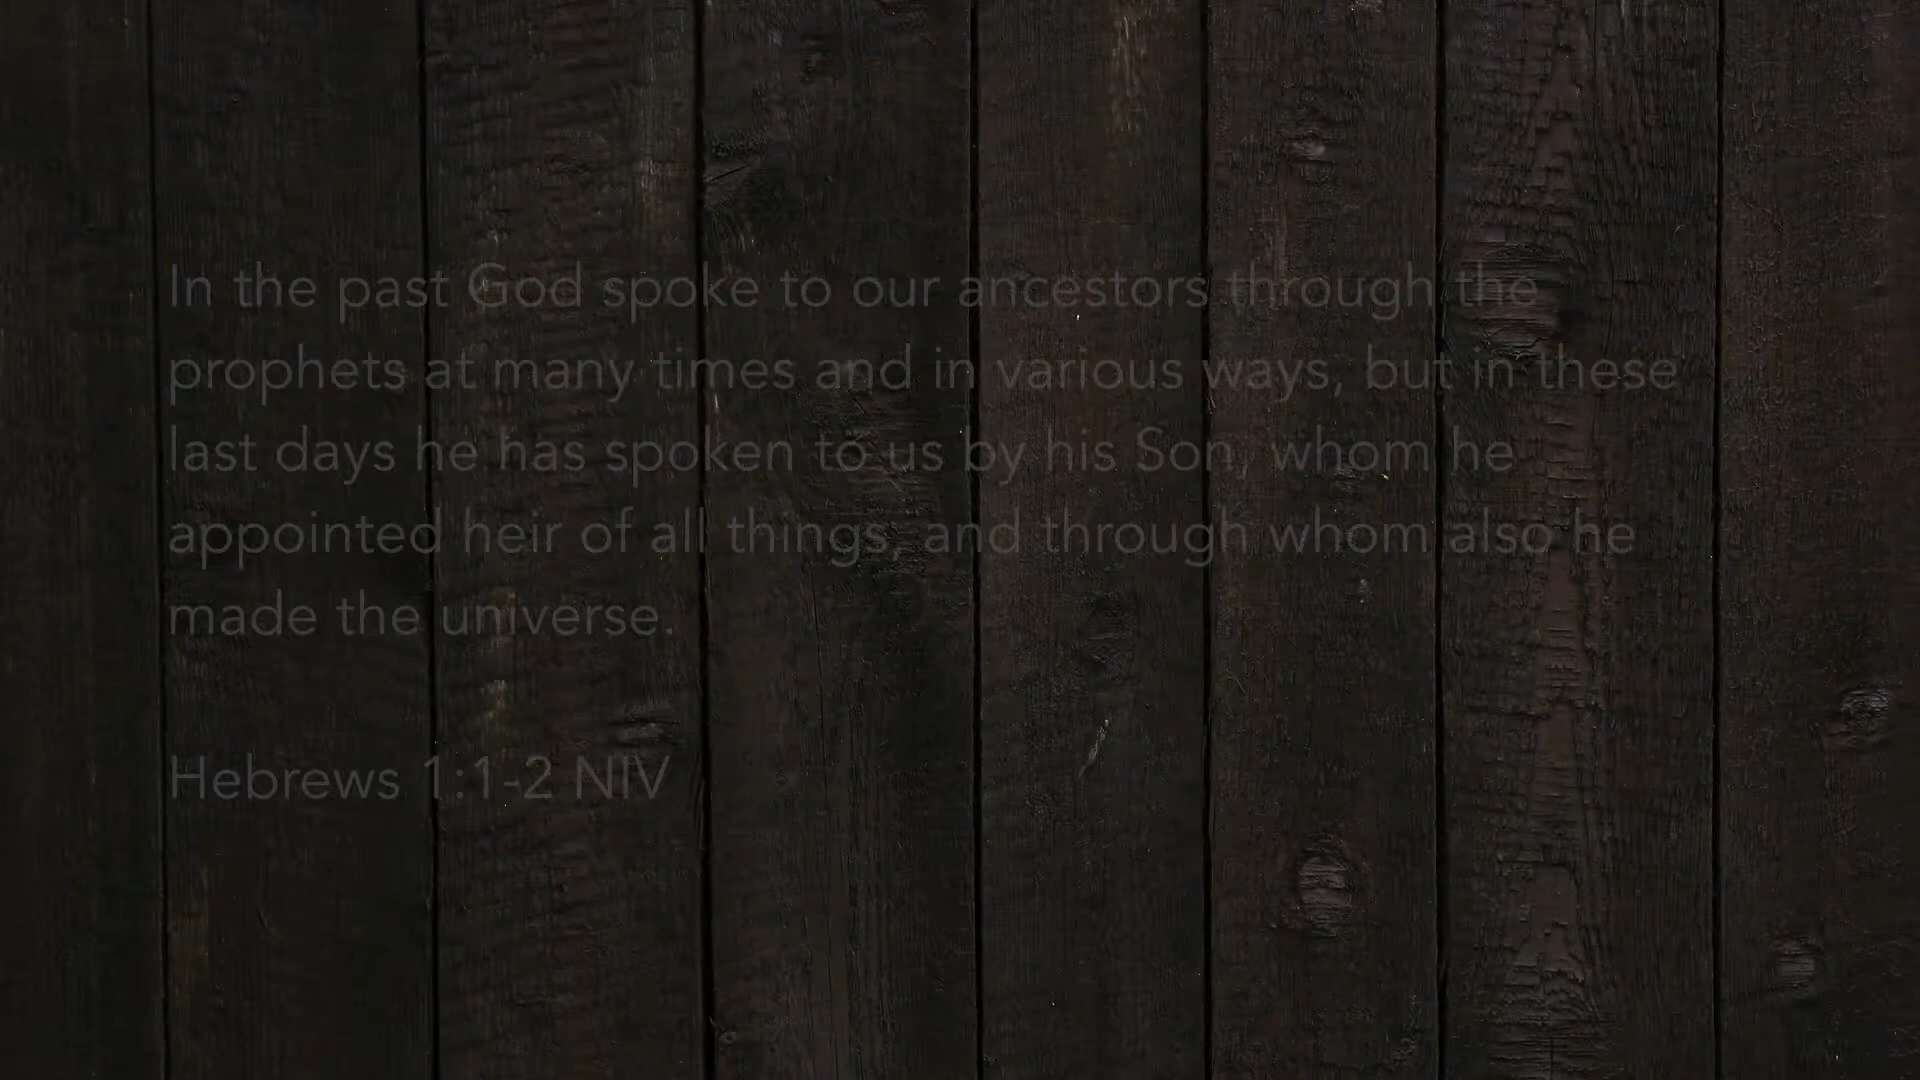 In the past God spoke to our ancestors through the
prophets at many times and in various ways, but in these
last days he has spoken to us by his Son, whom he
appointed heir of all things, and through whom also he
made the universe.
Hebrews 1:1-2 NIV